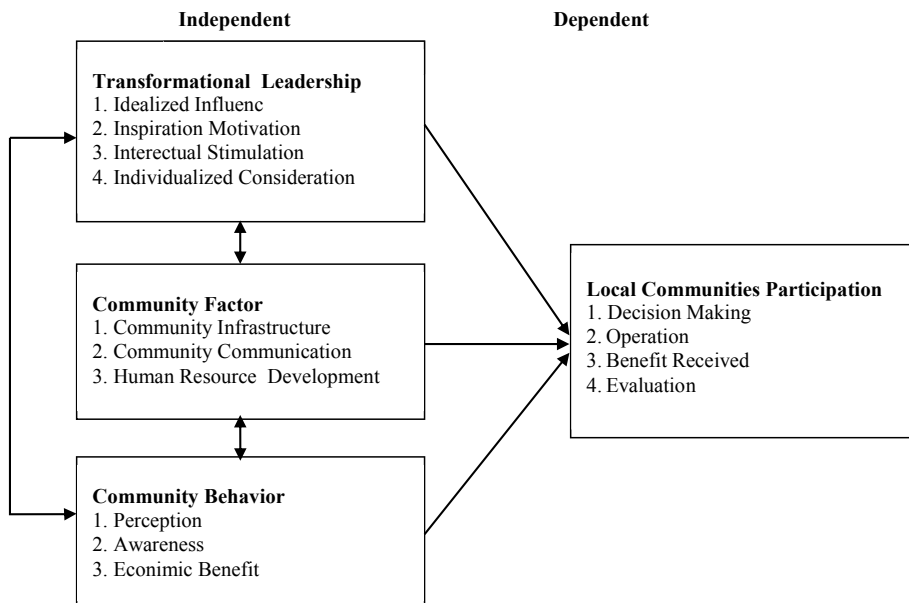 Independent
Dependent
Transformational Leadership
1. Idealized Influenc
2. Inspiration Motivation
3. Interectual Stimulation
4. Individualized Consideration
Community Factor
1. Community Infrastructure
2. Community Communication
3. Human Resource Development
Community Behavior
1. Perception
2. Awareness
3. Econimic Benefit
Local Communities Participation
1. Decision Making
2. Operation
3. Benefit Received
4. Evaluation